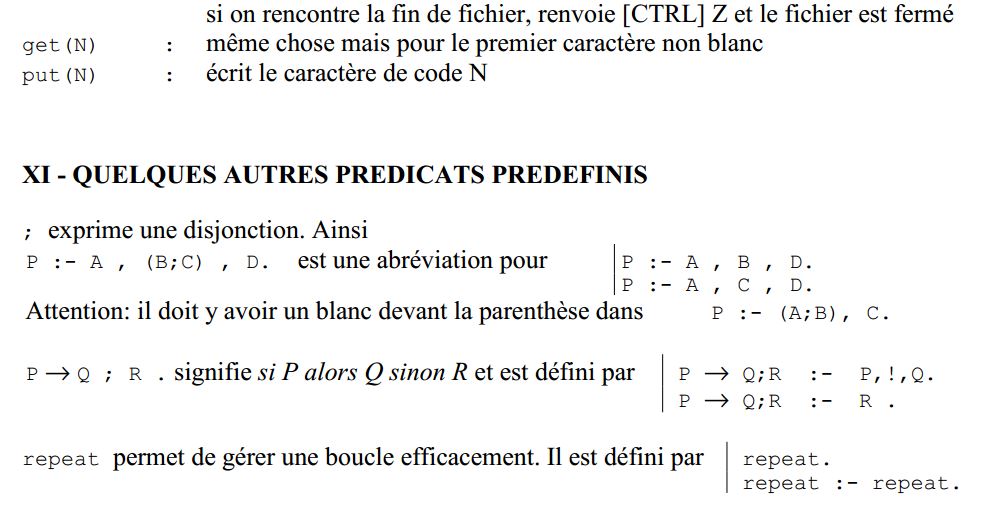 si on rencontre la fin de fichier, renvoie [CTRL] Z et le fichier est fermé
get(N) : même chose mais pour le premier caractère non blanc
put(N) : écrit le caractère de code N
XI - QUELQUES AUTRES PREDICATS PREDEFINIS
; exprime une disjonction. Ainsi
P :- A , (B;C) , D. est une abréviation pour P :- A , B , D.
P :- A , C , D.
Attention: il doit y avoir un blanc devant la parenthèse dans P :- (A;B), C.
P → Q ; R . signifie si P alors Q sinon R et est défini par P → Q;R :- P,!,Q.
P → Q;R :- R .
repeat permet de gérer une boucle efficacement. Il est défini par repeat.
repeat :- repeat.